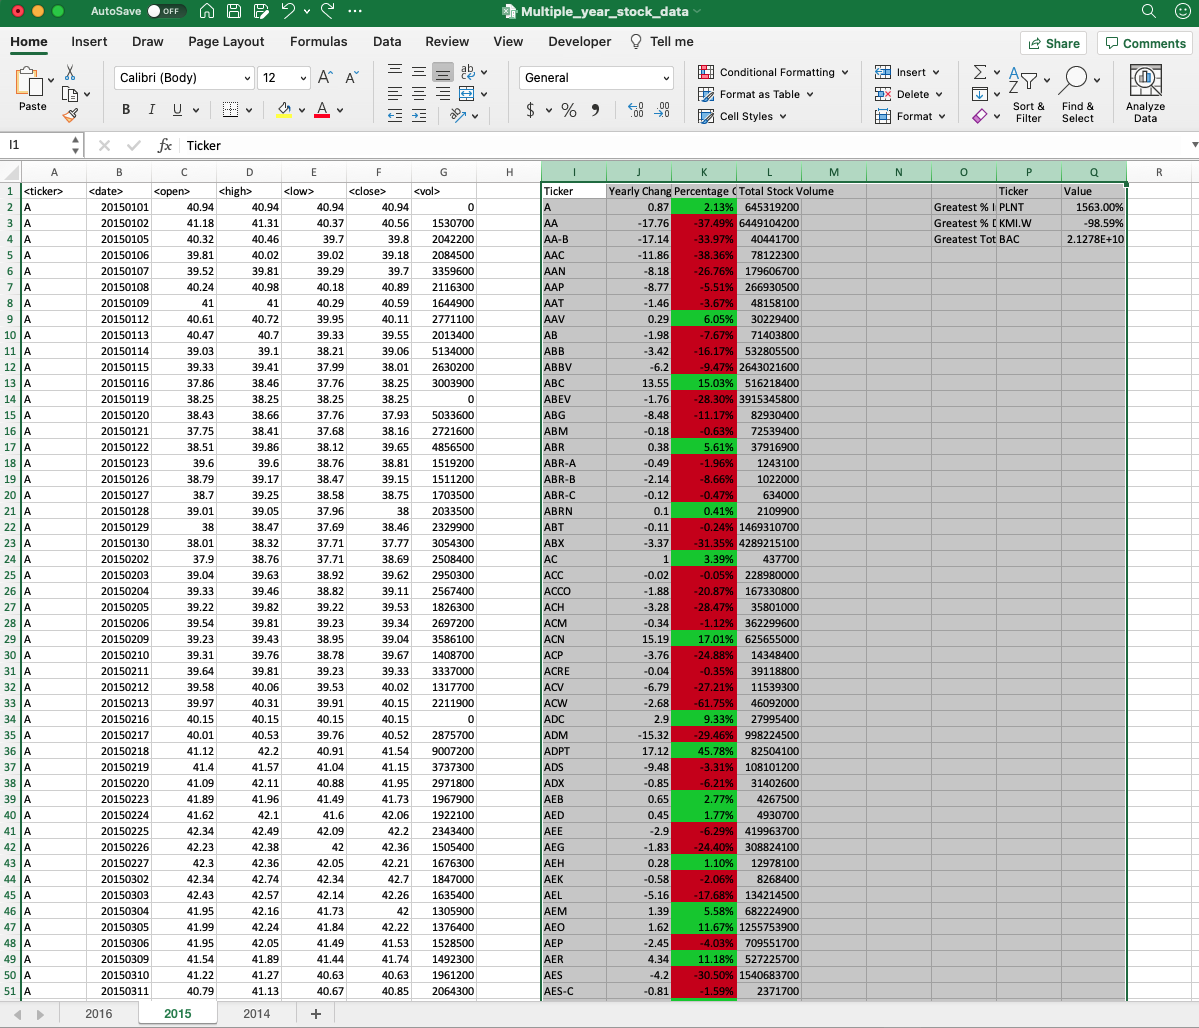 AutoSave OFF Multiple_year_stock_data
Home Insert Draw Page Layout Formulas Data Review View Developer Tell me Share Comments
Paste Calibri (Body) 12 General Conditional Formatting Format as Table Cell Styles Insert Delete Format Sort & Filter Find & Select Analyze Data
I1 fx Ticker
A B C D E F G H I J K L M N O P Q R
1 <ticker> <date> <open> <high> <low> <close> <vol> Ticker Yearly Chang Percentage C Total Stock Volume Ticker Value
2 A 20150101 40.94 40.94 40.94 40.94 0 A 0.87 2.13% 645319200 Greatest % I PLNT 1563.00%
3 A 20150102 41.18 41.31 40.37 40.56 1530700 AA -17.76 -37.49% 6449104200 Greatest % D KMI.W -98.59%
4 A 20150105 40.32 40.46 39.7 39.8 2042200 AA-B -17.14 -33.97% 40441700 Greatest Tot BAC 2.1278E+10
5 A 20150106 39.81 40.02 39.02 39.18 2084500 AAC -11.86 -38.36% 78122300
6 A 20150107 39.52 39.81 39.29 39.7 3359600 AAN -8.18 -26.76% 179606700
7 A 20150108 40.24 40.98 40.18 40.89 2116300 AAP -8.77 -5.51% 266930500
8 A 20150109 41 41 40.29 40.59 1644900 AAT -1.46 -3.67% 48158100
9 A 20150112 40.61 40.72 39.95 40.11 2771100 AAV 0.29 6.05% 30229400
10 A 20150113 40.47 40.7 39.33 39.55 2013400 AB -1.98 -7.67% 71403800
11 A 20150114 39.03 39.1 38.21 39.06 5134000 ABB -3.42 -16.17% 532805500
12 A 20150115 39.33 39.41 37.99 38.01 2630200 ABBV -6.2 -9.47% 2643021600
13 A 20150116 37.86 38.46 37.76 38.25 3003900 ABC 13.55 15.03% 516218400
14 A 20150119 38.25 38.25 38.25 38.25 0 ABEV -1.76 -28.30% 3915345800
15 A 20150120 38.43 38.66 37.76 37.93 5033600 ABG -8.48 -11.17% 82930400
16 A 20150121 37.75 38.41 37.68 38.16 2721600 ABM -0.18 -0.63% 72539400
17 A 20150122 38.51 39.86 38.12 39.65 4856500 ABR 0.38 5.61% 37916900
18 A 20150123 39.6 39.6 38.76 38.81 1519200 ABR-A -0.49 -1.96% 1243100
19 A 20150126 38.79 39.17 38.47 39.15 1511200 ABR-B -2.14 -8.66% 1022000
20 A 20150127 38.7 39.25 38.58 38.75 1703500 ABR-C -0.12 -0.47% 634000
21 A 20150128 39.01 39.05 37.96 38 2033500 ABRN 0.1 0.41% 2109900
22 A 20150129 38 38.47 37.69 38.46 2329900 ABT -0.11 -0.24% 1469310700
23 A 20150130 38.01 38.32 37.71 37.77 3054300 ABX -3.37 -31.35% 4289215100
24 A 20150202 37.9 38.76 37.71 38.69 2508400 AC 1 3.39% 437700
25 A 20150203 39.04 39.63 38.92 39.62 2950300 ACC -0.02 -0.05% 228980000
26 A 20150204 39.33 39.46 38.82 39.11 2567400 ACCO -1.88 -20.87% 167330800
27 A 20150205 39.22 39.82 39.22 39.53 1826300 ACH -3.28 -28.47% 35801000
28 A 20150206 39.54 39.81 39.23 39.34 2697200 ACM -0.34 -1.12% 362299600
29 A 20150209 39.23 39.43 38.95 39.04 3586100 ACN 15.19 17.01% 625655000
30 A 20150210 39.31 39.76 38.78 39.67 1408700 ACP -3.76 -24.88% 14348400
31 A 20150211 39.64 39.81 39.23 39.33 3337000 ACRE -0.04 -0.35% 39118800
32 A 20150212 39.58 40.06 39.53 40.02 1317700 ACV -6.79 -27.21% 11539300
33 A 20150213 39.97 40.31 39.91 40.15 2211900 ACW -2.68 -61.75% 46092000
34 A 20150216 40.15 40.15 40.15 40.15 0 ADC 2.9 9.33% 27995400
35 A 20150217 40.01 40.53 39.76 40.52 2875700 ADM -15.32 -29.46% 998224500
36 A 20150218 41.12 42.2 40.91 41.54 9007200 ADPT 17.12 45.78% 82504100
37 A 20150219 41.4 41.57 41.04 41.15 3737300 ADS -9.48 -3.31% 108101200
38 A 20150220 41.09 42.11 40.88 41.95 2971800 ADX -0.85 -6.21% 31402600
39 A 20150223 41.89 41.96 41.49 41.73 1967900 AEB 0.65 2.77% 4267500
40 A 20150224 41.62 42.1 41.6 42.06 1922100 AED 0.45 1.77% 4930700
41 A 20150225 42.34 42.49 42.09 42.2 2343400 AEE -2.9 -6.29% 419963700
42 A 20150226 42.23 42.38 42 42.36 1505400 AEG -1.83 -24.40% 308824100
43 A 20150227 42.3 42.36 42.05 42.21 1676300 AEH 0.28 1.10% 12978100
44 A 20150302 42.34 42.74 42.34 42.7 1847000 AEK -0.58 -2.06% 8268400
45 A 20150303 42.43 42.57 42.14 42.26 1635400 AEL -5.16 -17.68% 134214500
46 A 20150304 41.95 42.16 41.73 42 1305900 AEM 1.39 5.58% 682224900
47 A 20150305 41.99 42.24 41.84 42.22 1376400 AEO 1.62 11.67% 1255753900
48 A 20150306 41.95 42.05 41.49 41.53 1528500 AEP -2.45 -4.03% 709551700
49 A 20150309 41.54 41.89 41.44 41.74 1492300 AER 4.34 11.18% 527225700
50 A 20150310 41.22 41.27 40.63 40.63 1961200 AES -4.2 -30.50% 1540683700
51 A 20150311 40.79 41.13 40.67 40.85 2064300 AES-C -0.81 -1.59% 2371700
2016 2015 2014 +